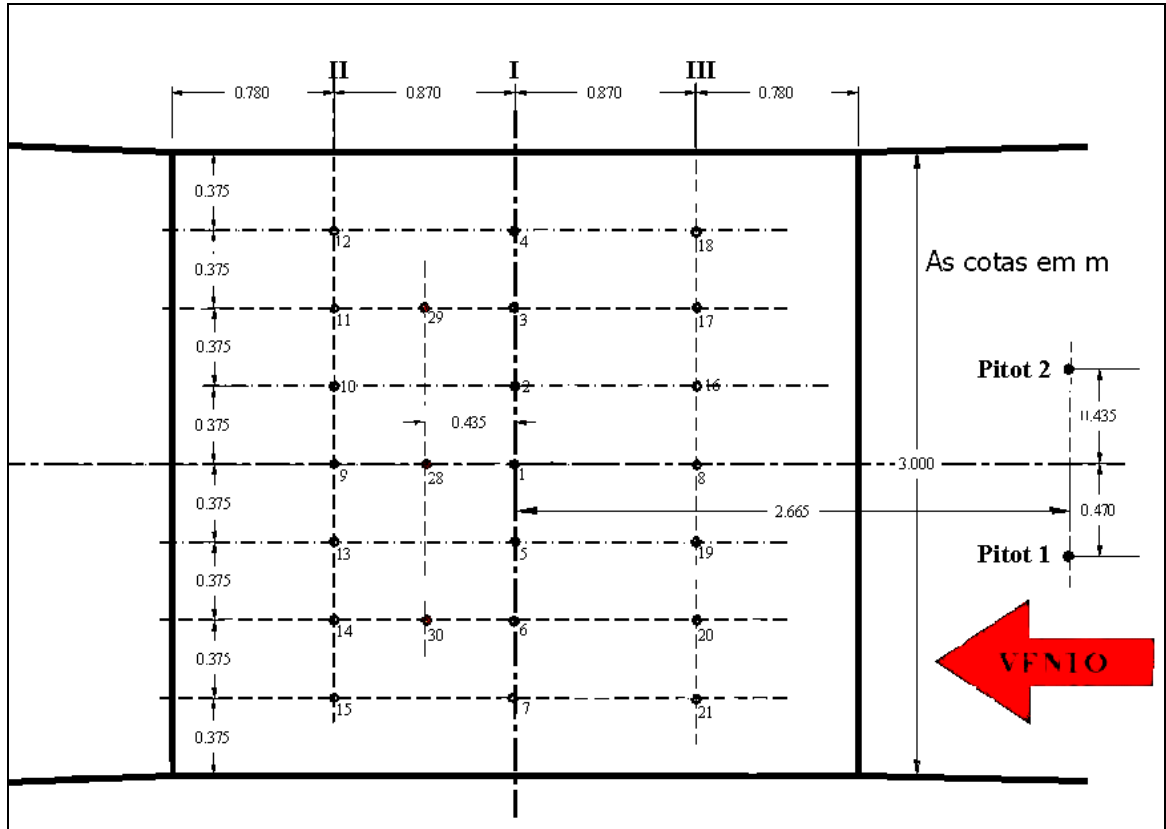 II I III
0.780 0.870 0.870 0.780
0.375
12 4 18
0.375
As cotas em m
11 29 3 17
0.375
Pitot 2
10 2 16
0.375 0.435 0.435
9 28 1 8 3.000
0.375
2.665 0.470
13 5 19
Pitot 1
0.375
14 30 6 20
0.375
VENTO
15 7 21
0.375